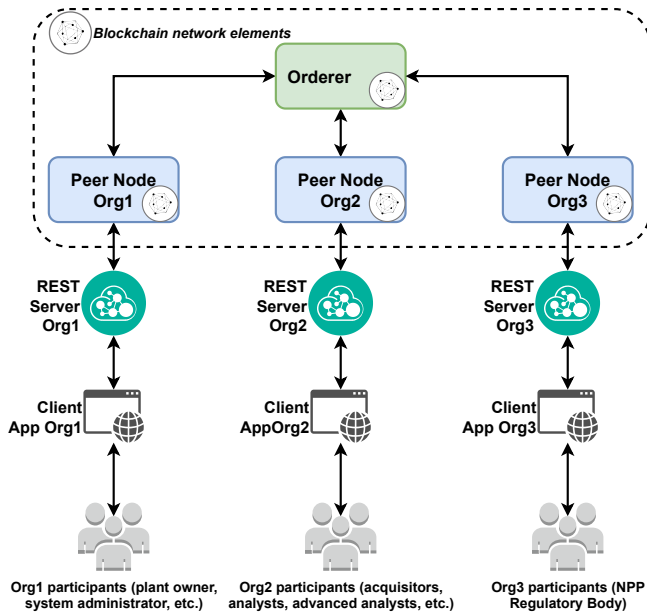 Blockchain network elements
Orderer
Peer Node
Org1
Peer Node
Org2
Peer Node
Org3
REST
Server
Org1
REST
Server
Org2
REST
Server
Org3
Client
App Org1
Client
AppOrg2
Client
App Org3
Org1 participants (plant owner,
system administrator, etc.)
Org2 participants (acquisitors,
analysts, advanced analysts, etc.)
Org3 participants (NPP
Regulatory Body)